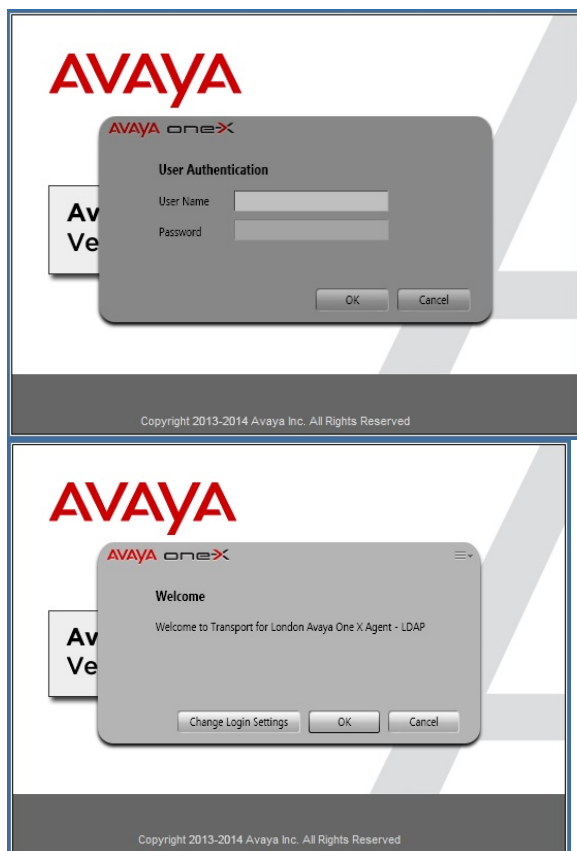 AVAYA
AVAYA one-X
User Authentication
User Name
Password
Av
Ve
OK Cancel
Copyright 2013-2014 Avaya Inc. All Rights Reserved
AVAYA
AVAYA one-X
Welcome
Welcome to Transport for London Avaya One X Agent - LDAP
Av
Ve
Change Login Settings OK Cancel
Copyright 2013-2014 Avaya Inc. All Rights Reserved